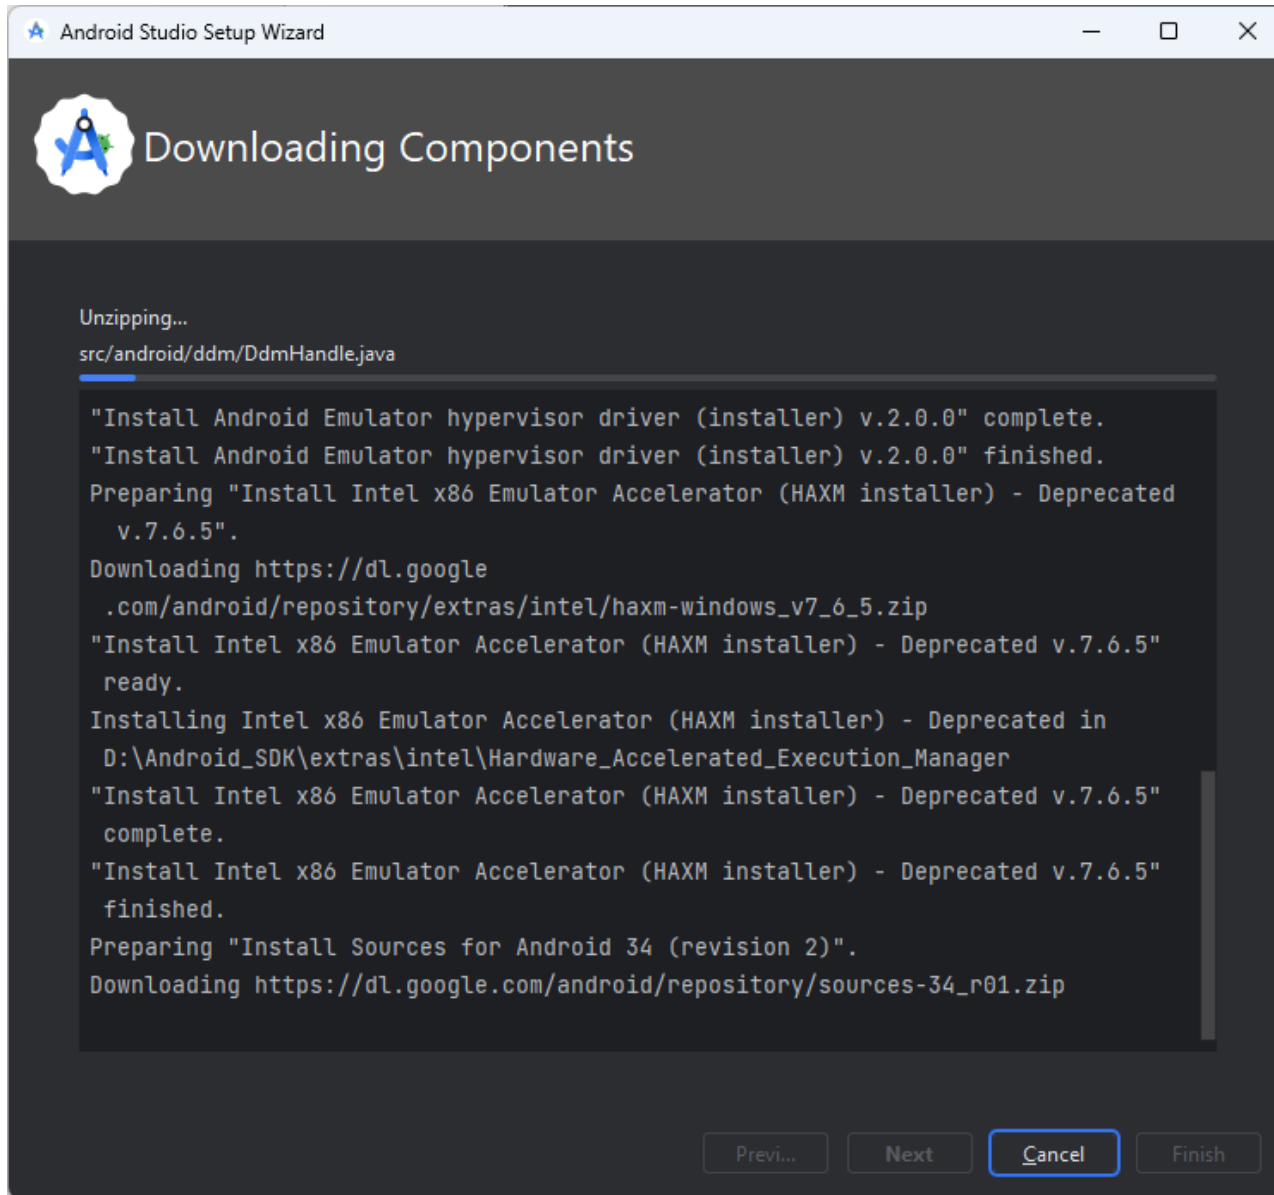 Android Studio Setup Wizard
Downloading Components
Unzipping...
src/android/ddm/DdmHandle.java
"Install Android Emulator hypervisor driver (installer) v.2.0.0" complete.
"Install Android Emulator hypervisor driver (installer) v.2.0.0" finished.
Preparing "Install Intel x86 Emulator Accelerator (HAXM installer) - Deprecated
v.7.6.5".
Downloading https://dl.google
.com/android/repository/extras/intel/haxm-windows_v7_6_5.zip
"Install Intel x86 Emulator Accelerator (HAXM installer) - Deprecated v.7.6.5"
ready.
Installing Intel x86 Emulator Accelerator (HAXM installer) - Deprecated in
D:\Android_SDK\extras\intel\Hardware_Accelerated_Execution_Manager
"Install Intel x86 Emulator Accelerator (HAXM installer) - Deprecated v.7.6.5"
complete.
"Install Intel x86 Emulator Accelerator (HAXM installer) - Deprecated v.7.6.5"
finished.
Preparing "Install Sources for Android 34 (revision 2)".
Downloading https://dl.google.com/android/repository/sources-34_r01.zip
Previ... Next Cancel Finish